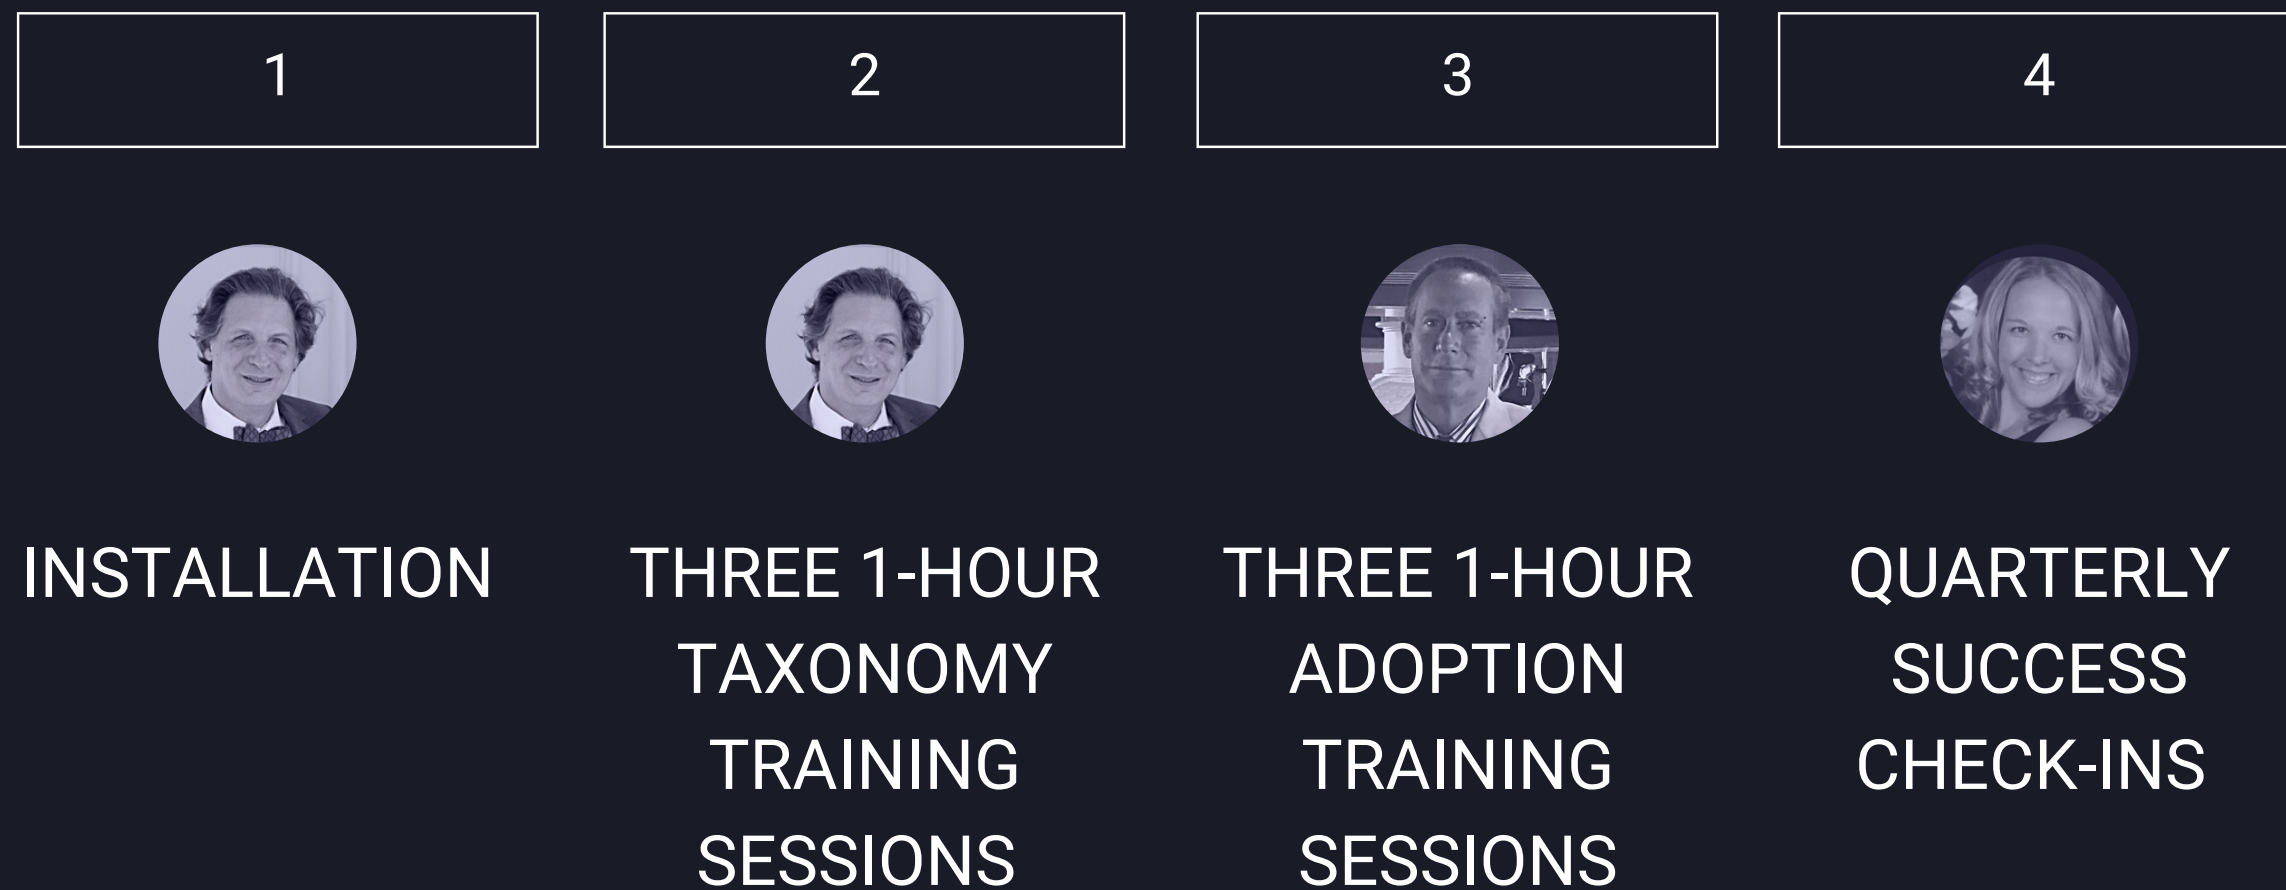 1
2
3
4
INSTALLATION
THREE 1-HOUR
TAXONOMY
TRAINING
SESSIONS
THREE 1-HOUR
ADOPTION
TRAINING
SESSIONS
QUARTERLY
SUCCESS
CHECK-INS